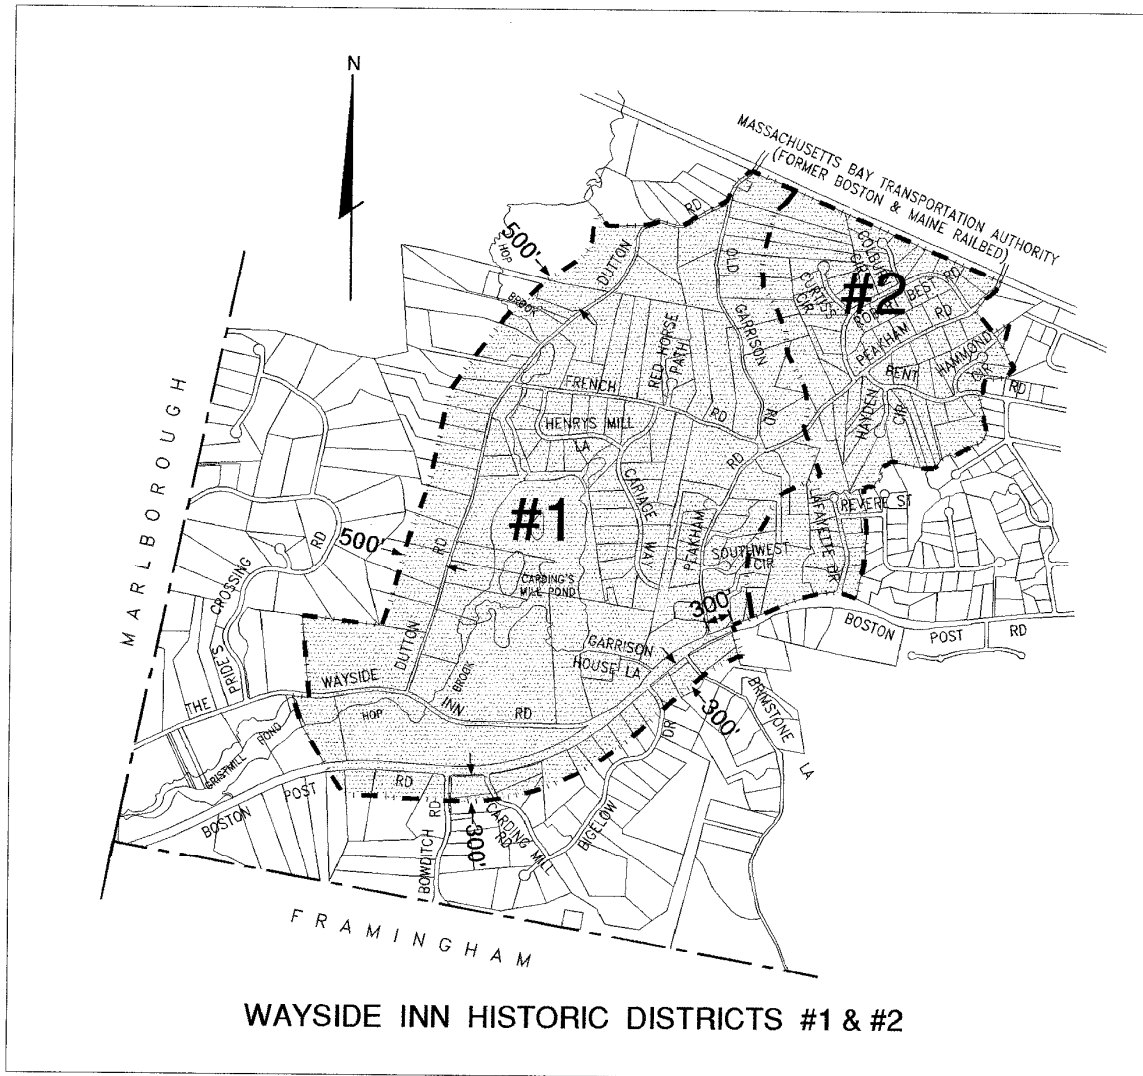 N
MASSACHUSETTS BAY TRANSPORTATION AUTHORITY
(FORMER BOSTON & MAINE RAILBED)
RD
500'
HOP
BROOK
DUTTON
OLD
GARRISON
RD
COLBURN
CIR
CURTIS
CIR
#2
ROBERT BEST RD
PEAKHAM RD
HAMMOND
CIR
BENT
RD
HAYDEN
CIR
RED HORSE
PATH
FRENCH
RD
HENRYS MILL
LA
RD
MARLBOROUGH
#1
CARIAGE
WAY
PEAKHAM
LAFAYETTE DR
REVERE ST
SOUTHWEST
CIR
500'
RD
RD
CARDING'S
MILL POND
PRIDE'S CROSSING
300'
BOSTON
POST
RD
DUTTON
BROOK
GARRISON
HOUSE LA
THE
WAYSIDE
INN
RD
HOP
BRIMSTONE
LA
300'
DR
GRISTMILL
POND
BOSTON
POST
RD
BOWDITCH RD
300'
CARDING MILL
RD
BIGELOW
FRAMINGHAM
WAYSIDE INN HISTORIC DISTRICTS #1 & #2